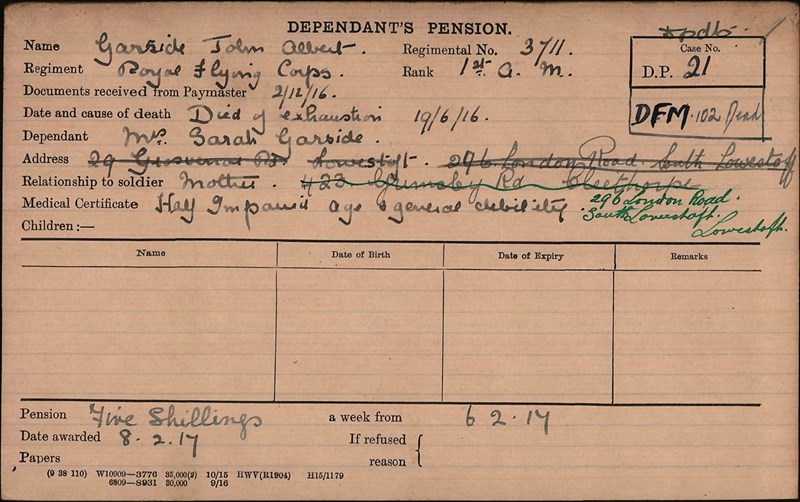 DEPENDANT'S PENSION.
Name Garside John Albert. Regimental No. 3711.
Case No.
Regiment Royal Flying Corps. Rank 1st A. M.
D.P. 21
Documents received from Paymaster 2/12/16.
Date and cause of death Died of exhaustion 19/6/16.
DFM 102
Dependant Mrs. Sarah Garside.
Address 29 Grosvenor Rd. Lowestoft. 296 London Road. South Lowestoft
Relationship to soldier Mother. 423 Grimsby Rd Cleethorpe
Medical Certificate Half Impaired age & general debility 296 London Road.
South Lowestoft.
Children :— Lowestoft.
Name Date of Birth Date of Expiry Remarks
Pension Five Shillings a week from 6 2.17
Date awarded 8.2.17 If refused
Papers reason
(9 38 110) W10909—3776 35,000(2) 10/15 HWV(R1904) H15/1179
6809—8931 30,000 9/16